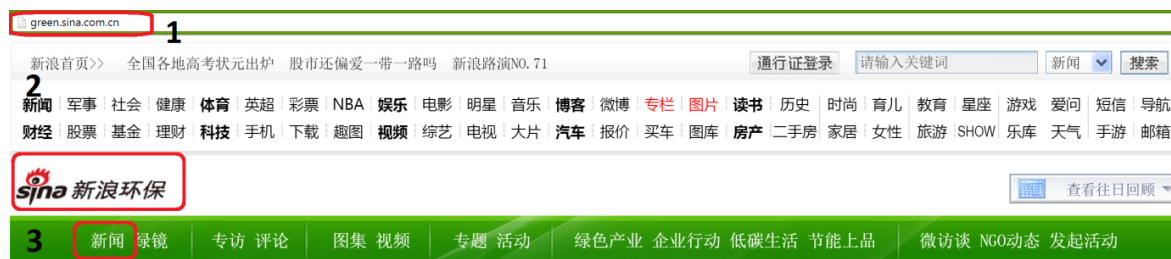 green.sina.com.cn
1
新浪首页>> 全国各地高考状元出炉 股市还偏爱一带一路吗 新浪路演NO.71 通行证登录 请输入关键词 新闻 搜索
2
新闻 军事 社会 健康 体育 英超 彩票 NBA 娱乐 电影 明星 音乐 博客 微博 专栏 图片 读书 历史 时尚 育儿 教育 星座 游戏 爱问 短信 导航
财经 股票 基金 理财 科技 手机 下载 趣图 视频 综艺 电视 大片 汽车 报价 买车 图库 房产 二手房 家居 女性 旅游 SHOW 乐库 天气 手游 邮箱
sina 新浪环保 查看往日回顾
3 新闻 绿镜 专访 评论 图集 视频 专题 活动 绿色产业 企业行动 低碳生活 节能上品 微访谈 NGO动态 发起活动